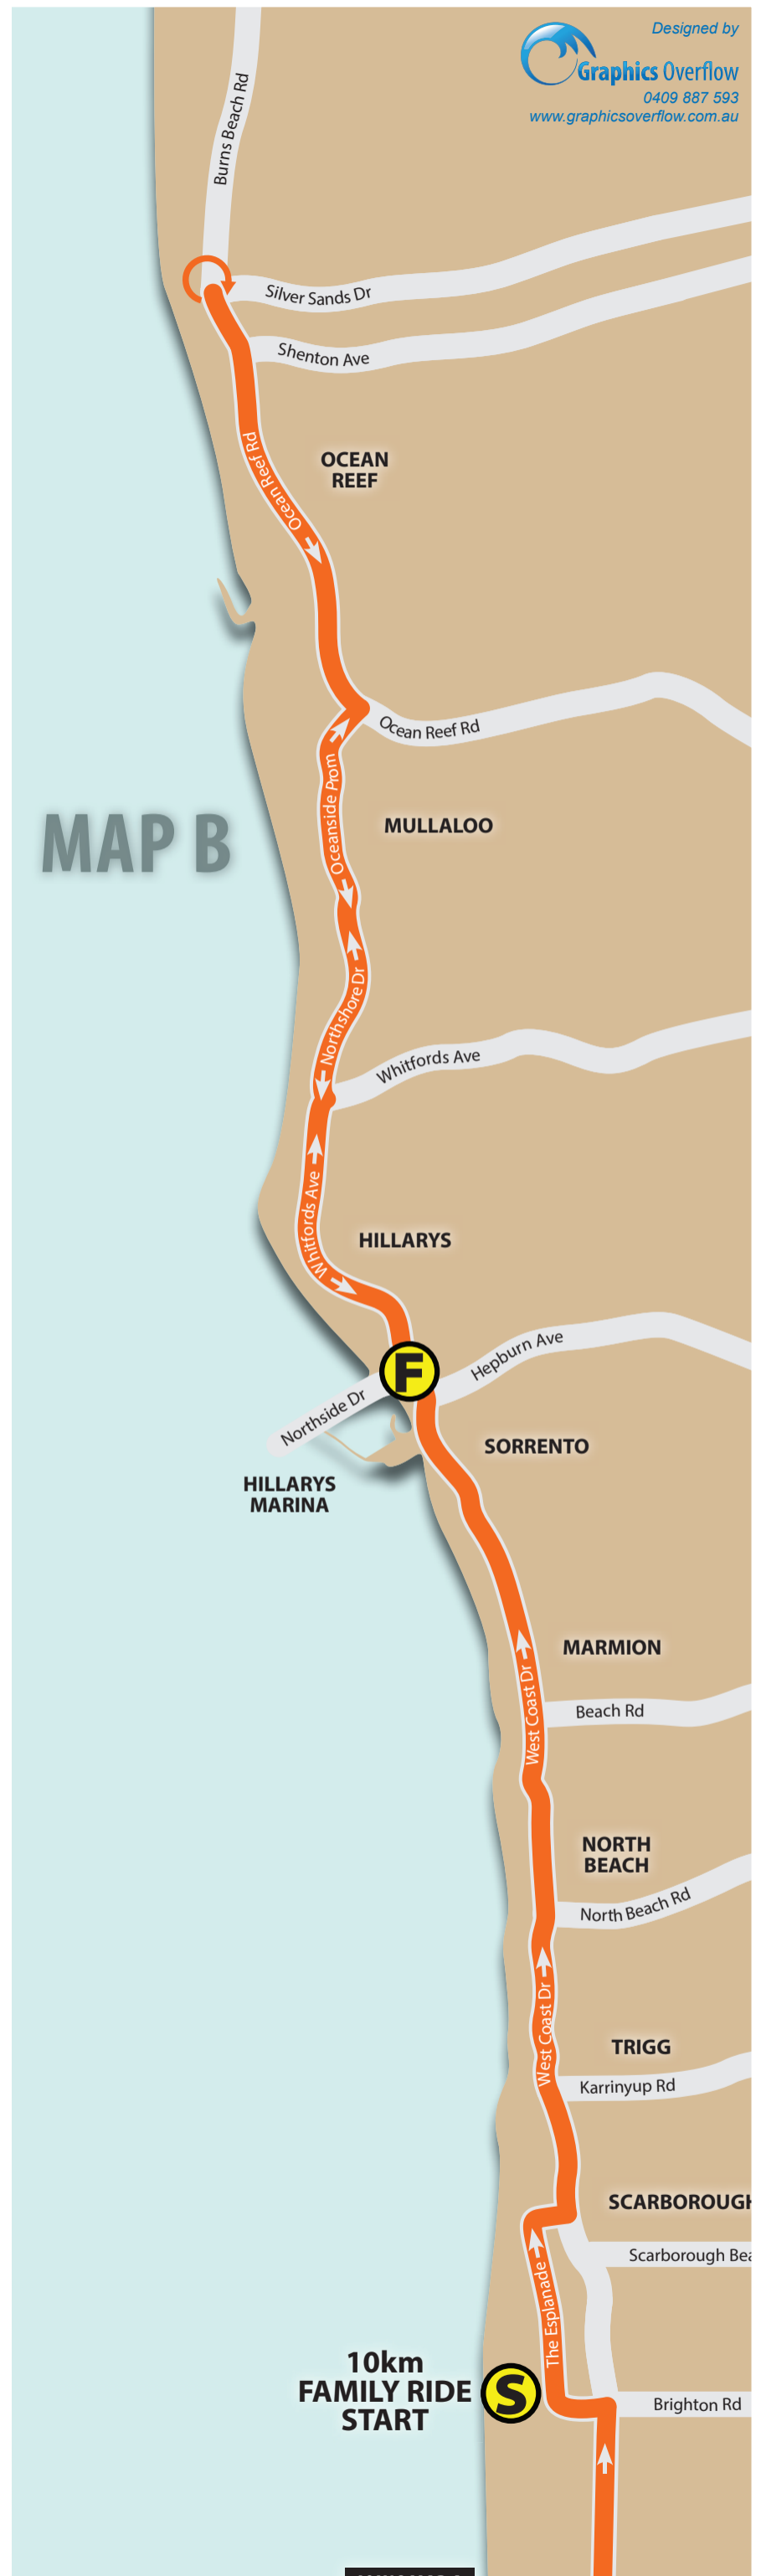 Designed by
Graphics Overflow
0409 887 593
www.graphicsoverflow.com.au
Burns Beach Rd
Silver Sands Dr
Shenton Ave
OCEAN
REEF
Ocean Reef Rd
Ocean Reef Rd
Oceanside Prom
MULLALOO
MAP B
Northshore Dr
Whitfords Ave
Whitfords Ave
HILLARYS
Hepburn Ave
F
Northside Dr
SORRENTO
HILLARYS
MARINA
MARMION
West Coast Dr
Beach Rd
NORTH
BEACH
North Beach Rd
West Coast Dr
TRIGG
Karrinyup Rd
SCARBOROUGH
Scarborough Bea
The Esplanade
10km
FAMILY RIDE
START
S
Brighton Rd